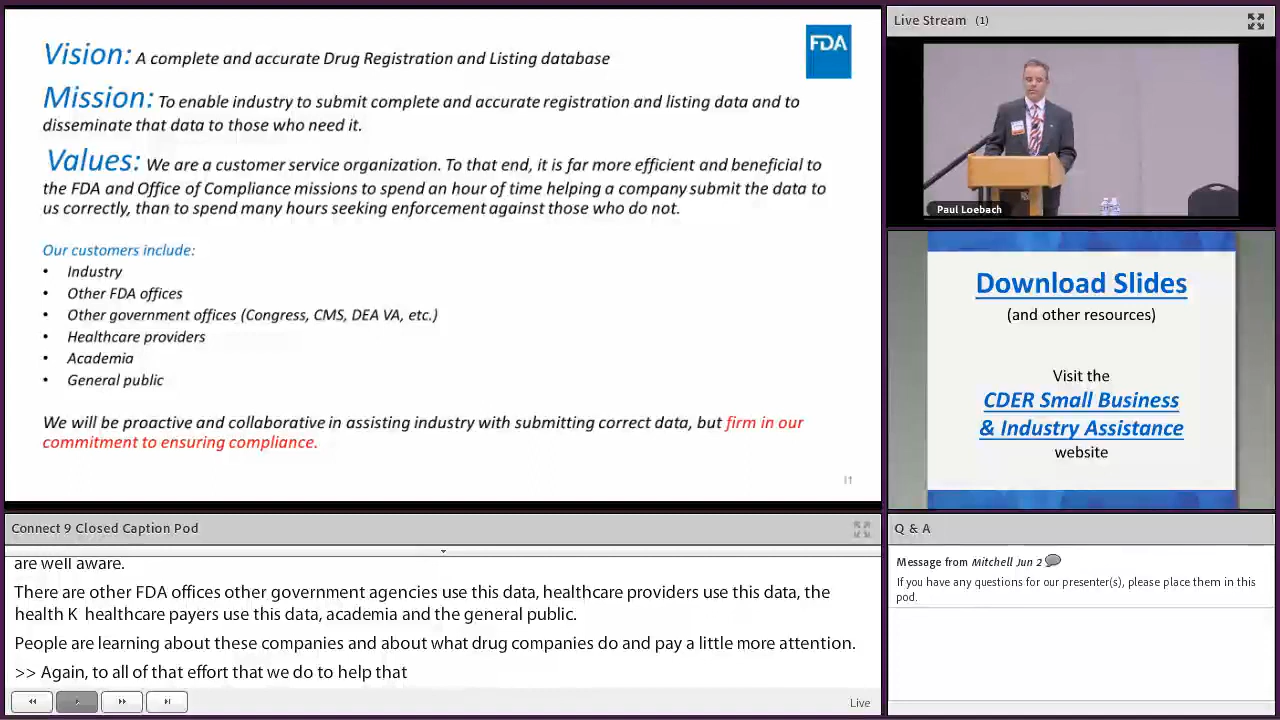 Vision: A complete and accurate Drug Registration and Listing database
FDA
Mission: To enable industry to submit complete and accurate registration and listing data and to
disseminate that data to those who need it.
Values: We are a customer service organization. To that end, it is far more efficient and beneficial to
the FDA and Office of Compliance missions to spend an hour of time helping a company submit the data to
us correctly, than to spend many hours seeking enforcement against those who do not.
Our customers include:
• Industry
• Other FDA offices
• Other government offices (Congress, CMS, DEA VA, etc.)
• Healthcare providers
• Academia
• General public
We will be proactive and collaborative in assisting industry with submitting correct data, but firm in our
commitment to ensuring compliance.
11
Live Stream (1)
Paul Loebach
Download Slides
(and other resources)
Visit the
CDER Small Business
& Industry Assistance
website
Connect 9 Closed Caption Pod
are well aware.
There are other FDA offices other government agencies use this data, healthcare providers use this data, the
health K healthcare payers use this data, academia and the general public.
People are learning about these companies and about what drug companies do and pay a little more attention.
>> Again, to all of that effort that we do to help that
Live
Q & A
Message from Mitchell Jun 2
If you have any questions for our presenter(s), please place them in this
pod.